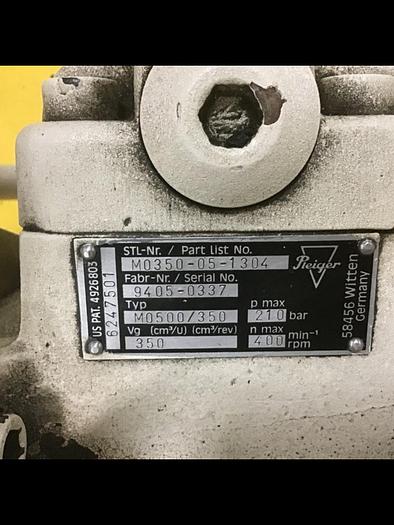 STL-Nr. / Part list No.
M0350-05-1304
Fabr-Nr. / Serial No.
9405-0337
Typ
M0500/350
p max
210 bar
Vg (cm³/U) (cm³/rev)
350
n max
400 min⁻¹
rpm
Pleiger
58456 Witten
Germany
US PAT. 4926803
6247501